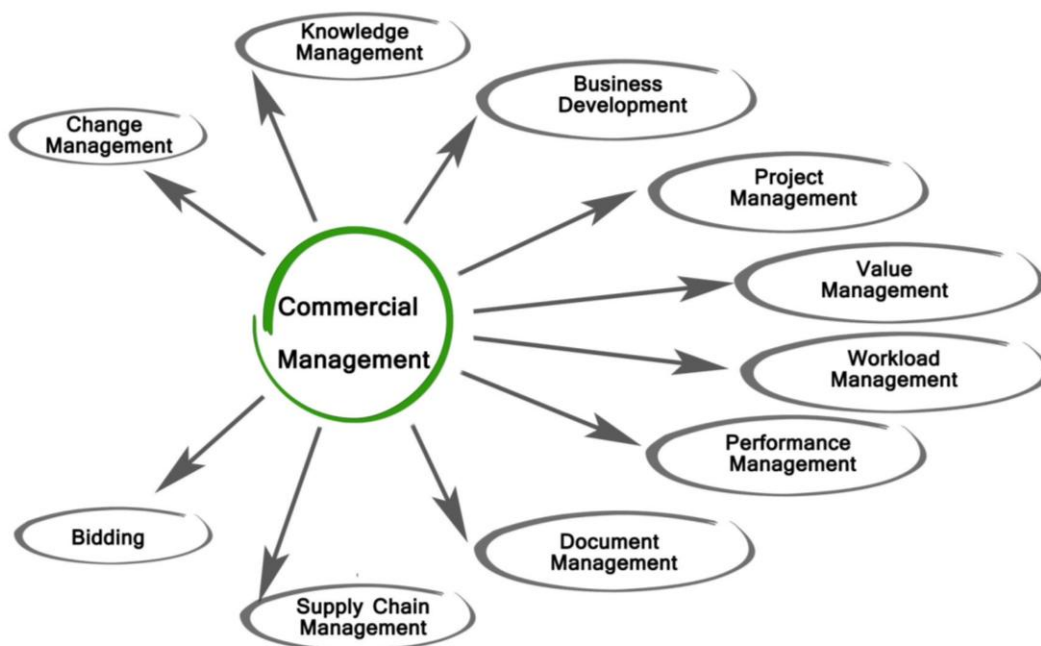 Knowledge
Management
Business
Development
Change
Management
Project
Management
Value
Management
Commercial
Management
Workload
Management
Performance
Management
Bidding
Document
Management
Supply Chain
Management